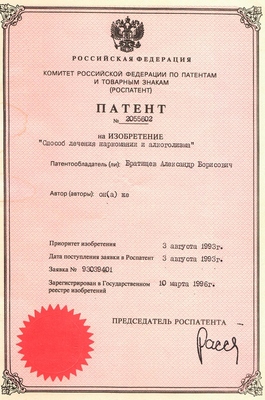 РОССИЙСКАЯ ФЕДЕРАЦИЯ
КОМИТЕТ РОССИЙСКОЙ ФЕДЕРАЦИИ ПО ПАТЕНТАМ
И ТОВАРНЫМ ЗНАКАМ
(РОСПАТЕНТ)
ПАТЕНТ
№ 2055602
на ИЗОБРЕТЕНИЕ
"Способ лечения наркомании и алкоголизма"
Патентообладатель (ли): Братищев Александр Борисович
Автор (авторы): он(а) же
Приоритет изобретения 3 августа 1993г.
Дата поступления заявки в Роспатент 3 августа 1993г.
Заявка № 93039401
Зарегистрирован в Государственном 10 марта 1996г.
реестре изобретений
ПРЕДСЕДАТЕЛЬ РОСПАТЕНТА